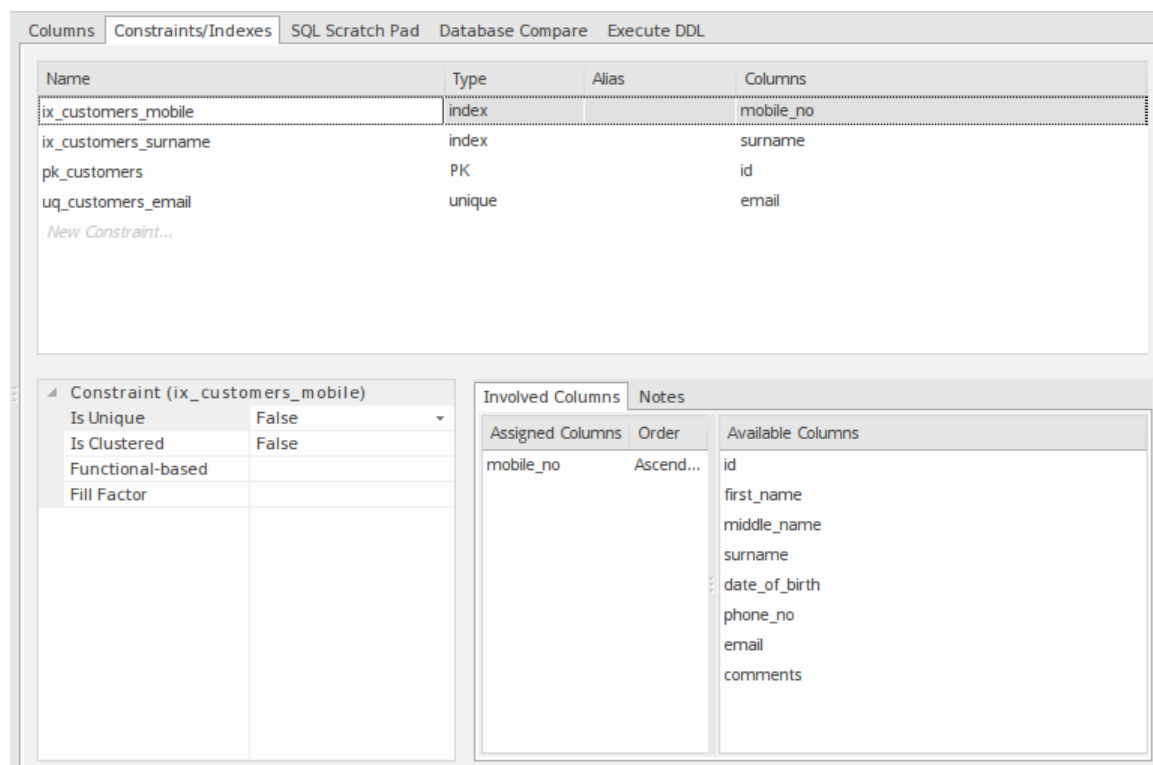 Columns Constraints/Indexes SQL Scratch Pad Database Compare Execute DDL
Name Type Alias Columns
ix_customers_mobile index mobile_no
ix_customers_surname index surname
pk_customers PK id
uq_customers_email unique email
New Constraint...
Constraint (ix_customers_mobile)
Is Unique False
Is Clustered False
Functional-based
Fill Factor
Involved Columns Notes
Assigned Columns Order Available Columns
mobile_no Ascend... id
first_name
middle_name
surname
date_of_birth
phone_no
email
comments